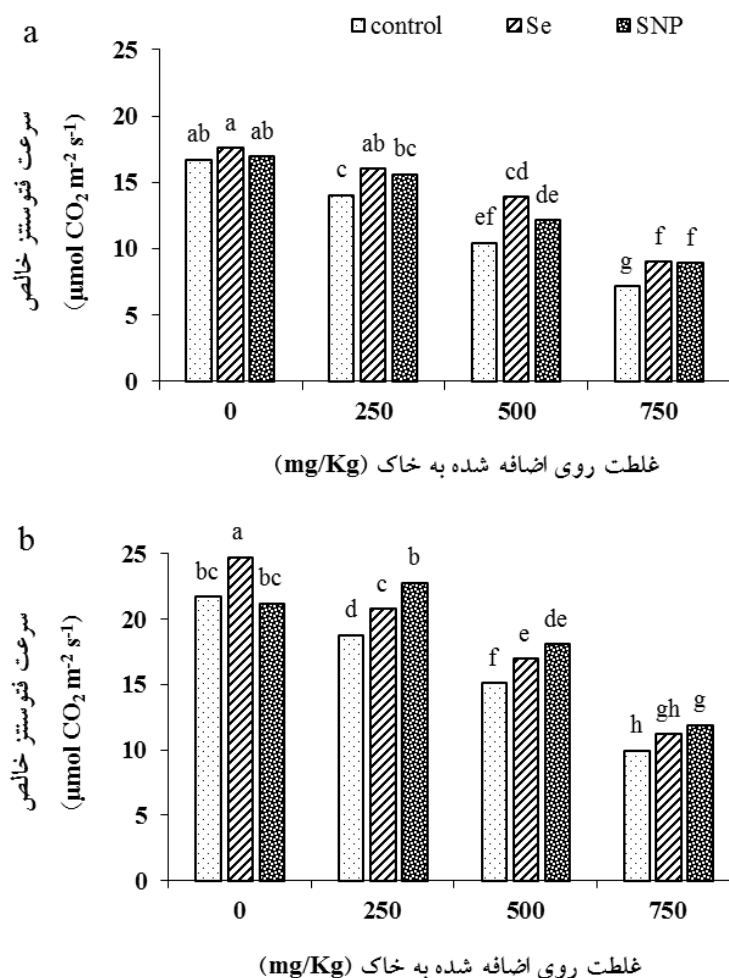 a
control Se SNP
سرعت فتوسنتز خالص
(µmol CO2 m-2 s-1)
25
20
15
10
5
0
ab a ab
c ab bc
ef cd de
g f f
0 250 500 750
غلظت روی اضافه شده به خاک (mg/Kg)
b
سرعت فتوسنتز خالص
(µmol CO2 m-2 s-1)
25
20
15
10
5
0
bc a bc
d c b
f e de
h gh g
0 250 500 750
غلظت روی اضافه شده به خاک (mg/Kg)